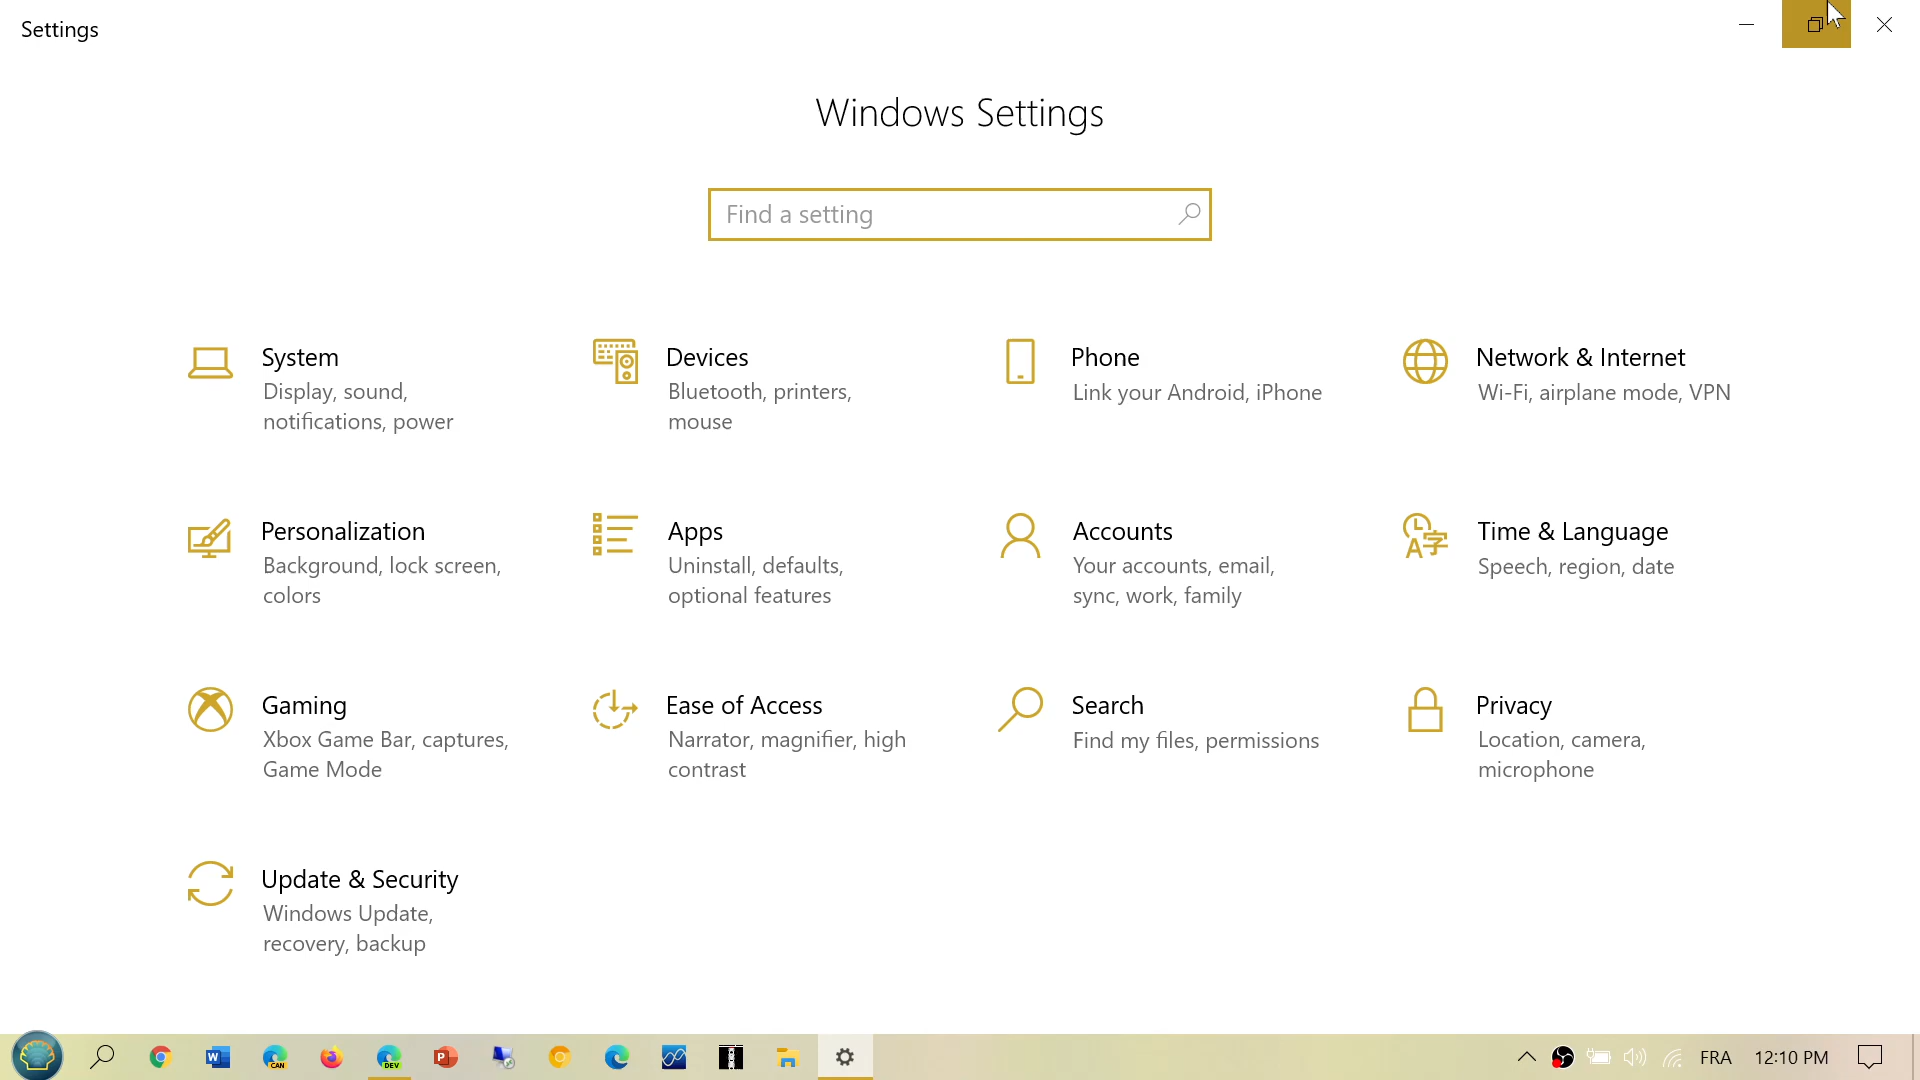 Settings
Windows Settings
Find a setting
System
Display, sound,
notifications, power
Devices
Bluetooth, printers,
mouse
Phone
Link your Android, iPhone
Network & Internet
Wi-Fi, airplane mode, VPN
Personalization
Background, lock screen,
colors
Apps
Uninstall, defaults,
optional features
Accounts
Your accounts, email,
sync, work, family
Time & Language
Speech, region, date
Gaming
Xbox Game Bar, captures,
Game Mode
Ease of Access
Narrator, magnifier, high
contrast
Search
Find my files, permissions
Privacy
Location, camera,
microphone
Update & Security
Windows Update,
recovery, backup
W
CAN
DEV
P
FRA
12:10 PM